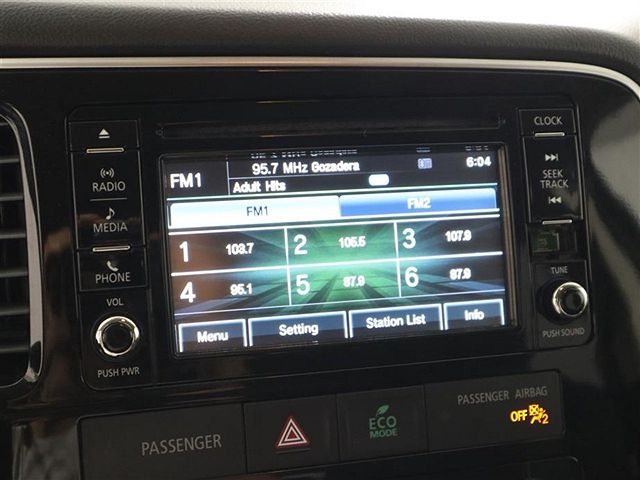 CLOCK
95.7 MHz Gozadera
6:04
FM1
Adult Hits
RADIO
SEEK
TRACK
FM1
FM2
MEDIA
1 103.7
2 105.5
3 107.9
PHONE
4 95.1
5 87.9
6 87.9
TUNE
VOL
Menu
Setting
Station List
Info
PUSH SOUND
PUSH PWR
PASSENGER AIRBAG
OFF
2
ECO
MODE
PASSENGER